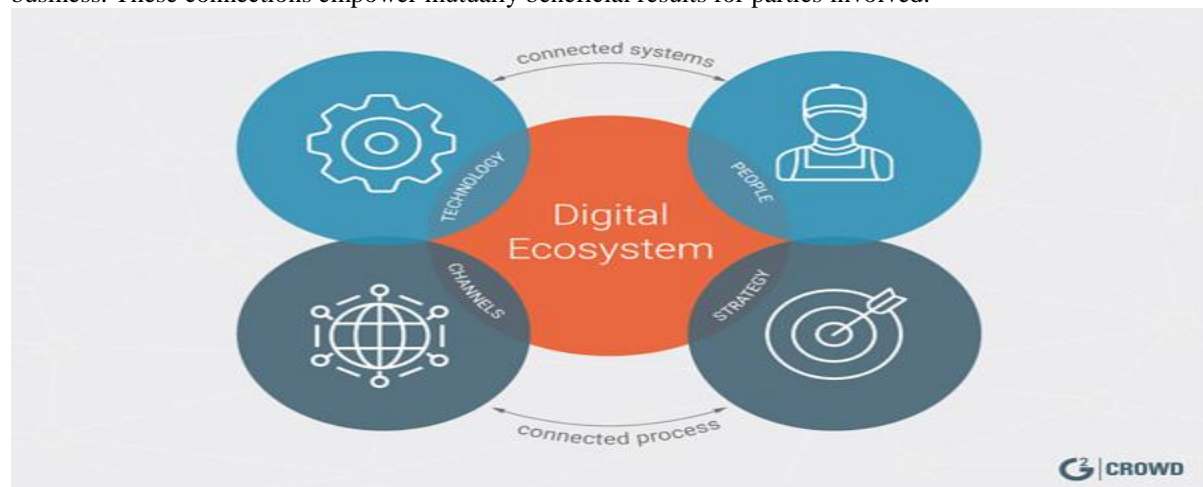 business. These connections empower mutually beneficial results for parties involved.
connected systems
TECHNOLOGY
PEOPLE
Digital
Ecosystem
CHANNELS
STRATEGY
connected process
G2 | CROWD